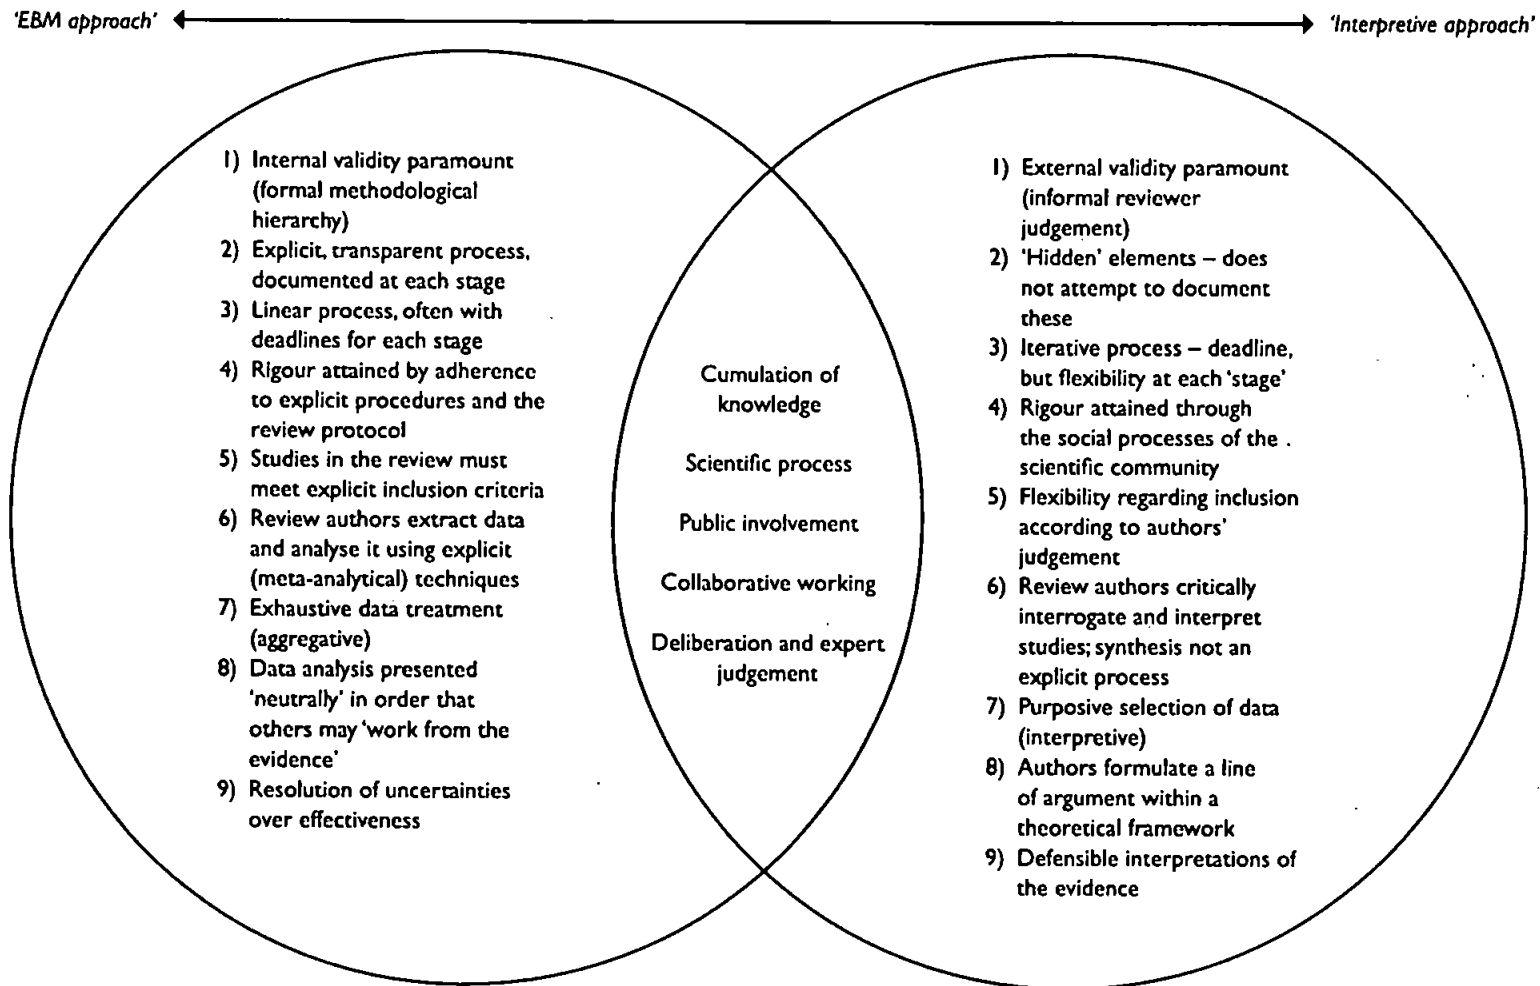 'EBM approach'
'Interpretive approach'
1) Internal validity paramount
(formal methodological
hierarchy)
2) Explicit, transparent process,
documented at each stage
3) Linear process, often with
deadlines for each stage
4) Rigour attained by adherence
to explicit procedures and the
review protocol
5) Studies in the review must
meet explicit inclusion criteria
6) Review authors extract data
and analyse it using explicit
(meta-analytical) techniques
7) Exhaustive data treatment
(aggregative)
8) Data analysis presented
'neutrally' in order that
others may 'work from the
evidence'
9) Resolution of uncertainties
over effectiveness
Cumulation of
knowledge
Scientific process
Public involvement
Collaborative working
Deliberation and expert
judgement
1) External validity paramount
(informal reviewer
judgement)
2) 'Hidden' elements – does
not attempt to document
these
3) Iterative process – deadline,
but flexibility at each 'stage'
4) Rigour attained through
the social processes of the
scientific community
5) Flexibility regarding inclusion
according to authors'
judgement
6) Review authors critically
interrogate and interpret
studies; synthesis not an
explicit process
7) Purposive selection of data
(interpretive)
8) Authors formulate a line
of argument within a
theoretical framework
9) Defensible interpretations of
the evidence